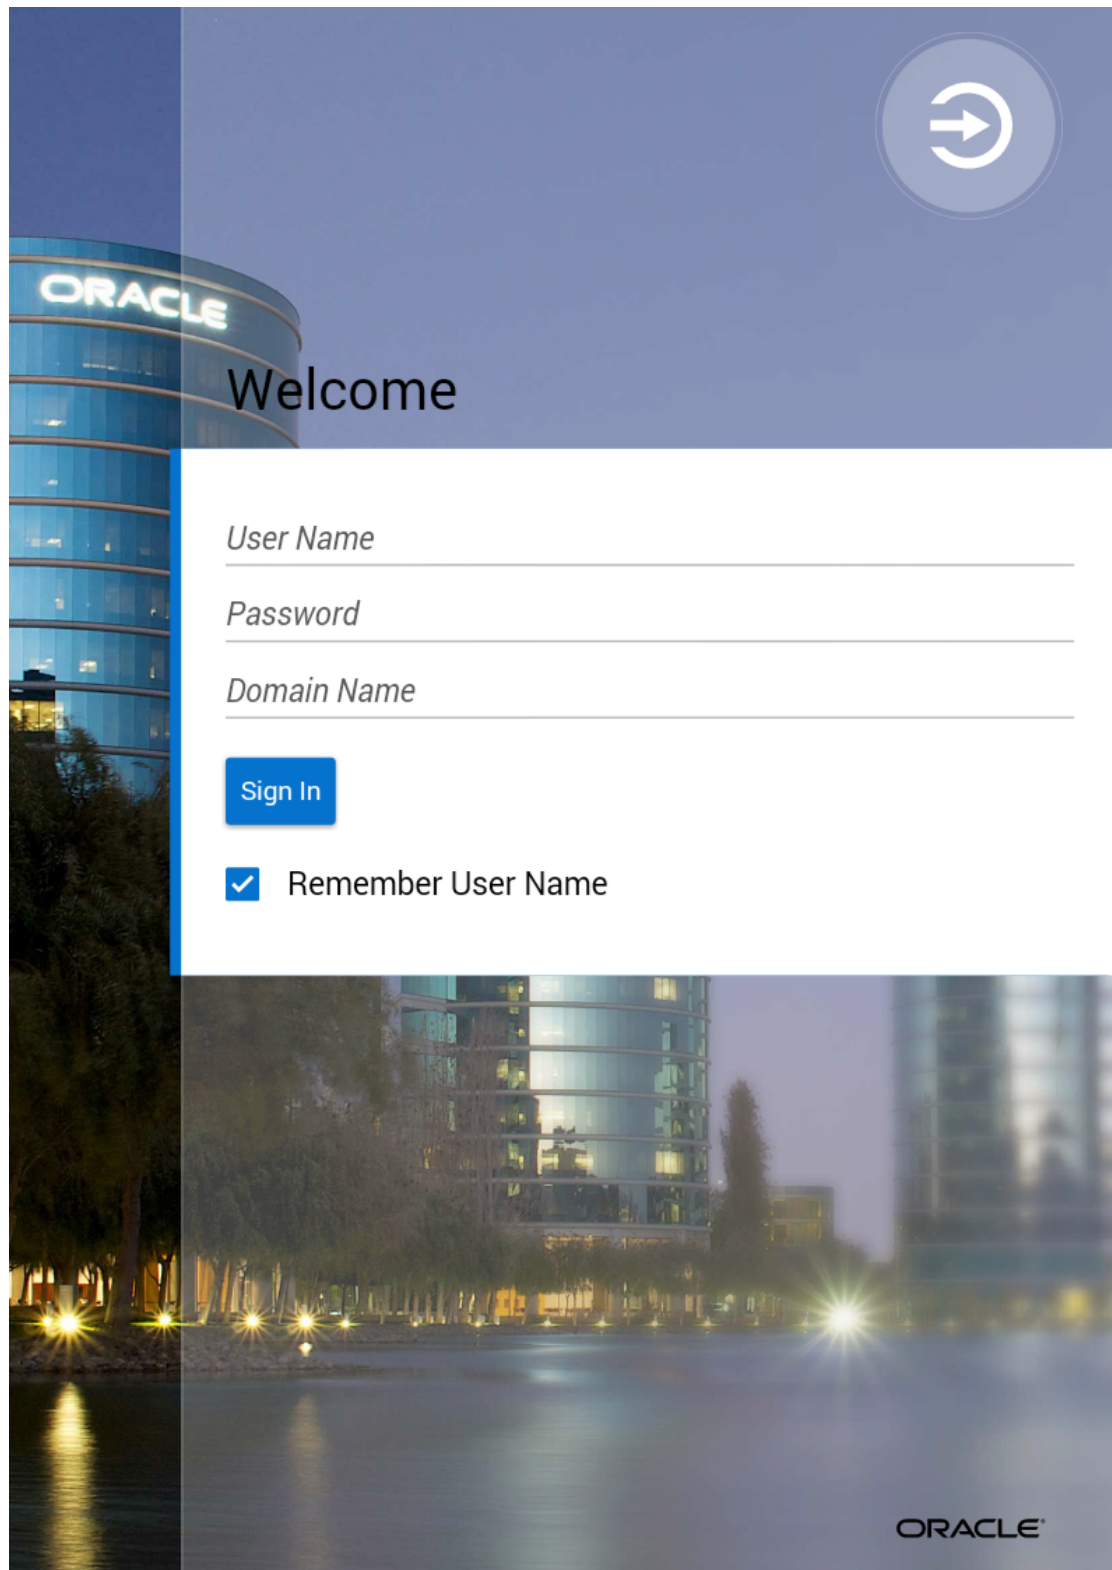 ORACLE
Welcome
User Name
Password
Domain Name
Sign In
Remember User Name
ORACLE